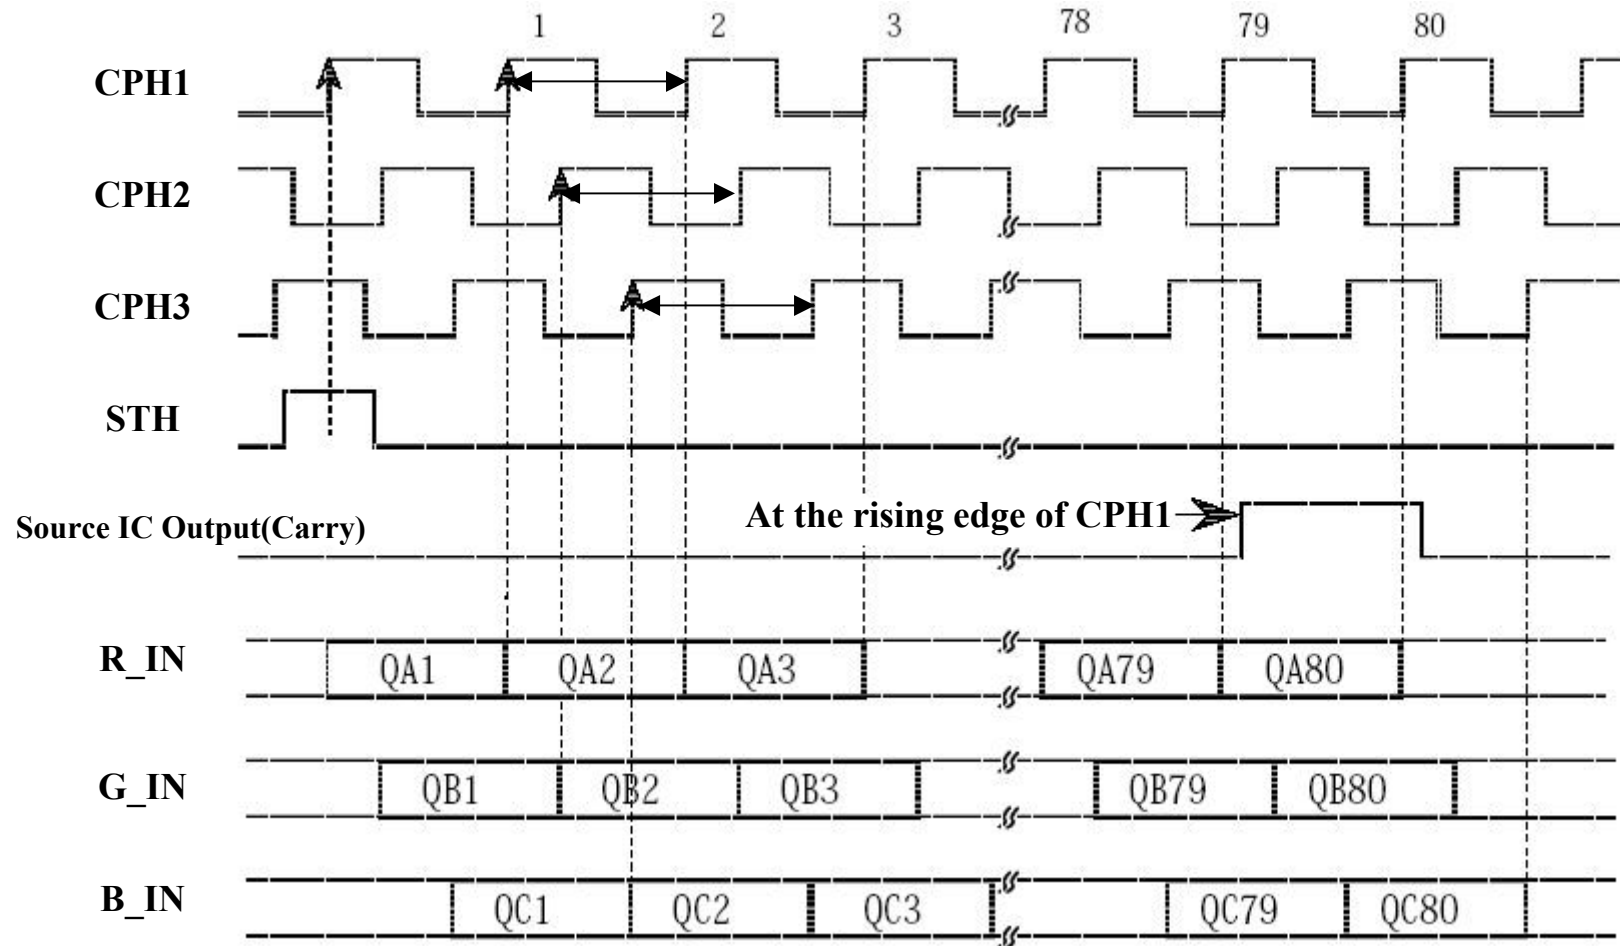 1 2 3 78 79 80
CPH1
CPH2
CPH3
STH
At the rising edge of CPH1
Source IC Output(Carry)
R_IN QA1 QA2 QA3 QA79 QA80
G_IN QB1 QB2 QB3 QB79 QB80
B_IN QC1 QC2 QC3 QC79 QC80